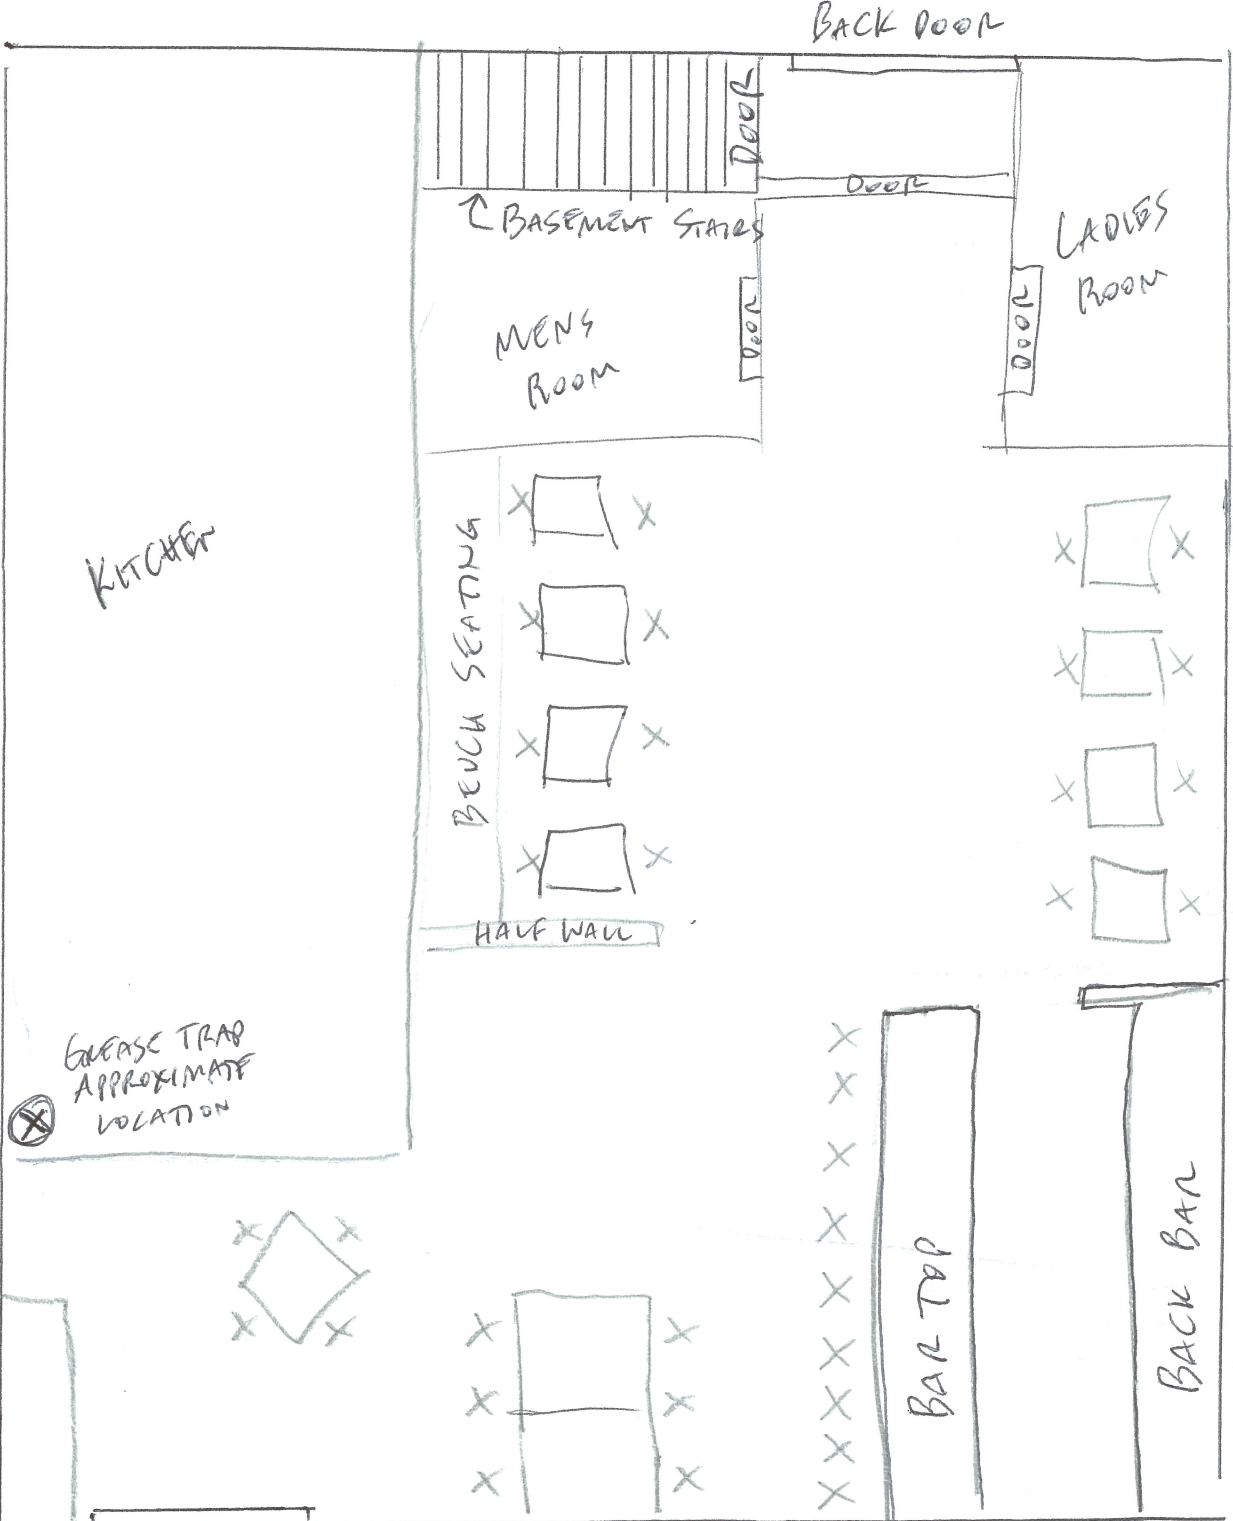 BACK DOOR
DOOR
DOOR
BASEMENT STAIRS
LADIES
ROOM
DOOR
DOOR
MENS
ROOM
KITCHEN
BENCH SEATING
HALF WALL
GREASE TRAP
APPROXIMATE
LOCATION
BAR TOP
BACK BAR